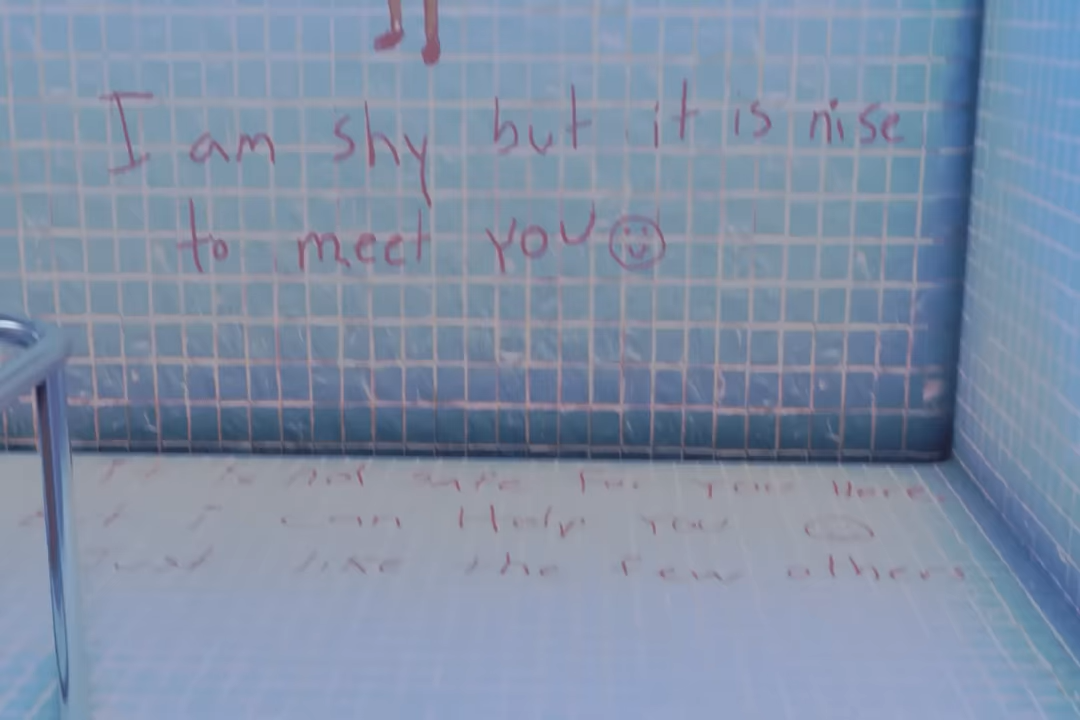 I am shy but it is nise
to meet you
It is not safe for you Here
but i can Help you
Just like the few others